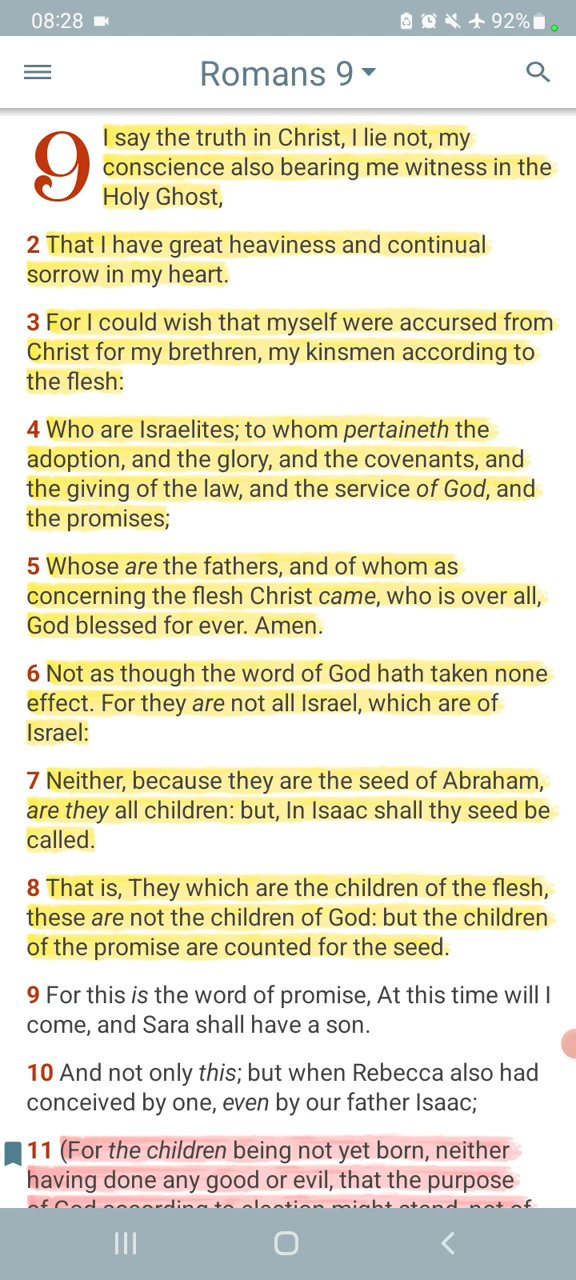 08:28
92%
Romans 9
9 I say the truth in Christ, I lie not, my
conscience also bearing me witness in the
Holy Ghost,
2 That I have great heaviness and continual
sorrow in my heart.
3 For I could wish that myself were accursed from
Christ for my brethren, my kinsmen according to
the flesh:
4 Who are Israelites; to whom pertaineth the
adoption, and the glory, and the covenants, and
the giving of the law, and the service of God, and
the promises;
5 Whose are the fathers, and of whom as
concerning the flesh Christ came, who is over all,
God blessed for ever. Amen.
6 Not as though the word of God hath taken none
effect. For they are not all Israel, which are of
Israel:
7 Neither, because they are the seed of Abraham,
are they all children: but, In Isaac shall thy seed be
called.
8 That is, They which are the children of the flesh,
these are not the children of God: but the children
of the promise are counted for the seed.
9 For this is the word of promise, At this time will I
come, and Sara shall have a son.
10 And not only this; but when Rebecca also had
conceived by one, even by our father Isaac;
11 (For the children being not yet born, neither
having done any good or evil, that the purpose
of God according to election might stand, not of